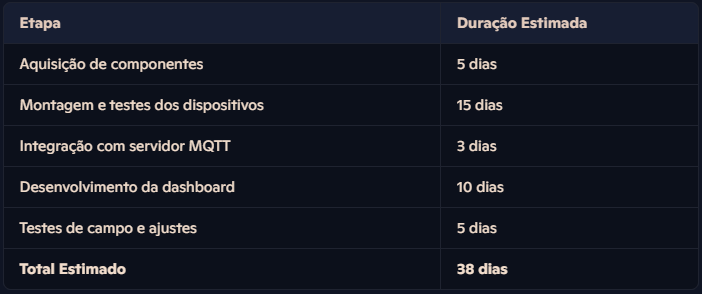 Etapa Duração Estimada
Aquisição de componentes 5 dias
Montagem e testes dos dispositivos 15 dias
Integração com servidor MQTT 3 dias
Desenvolvimento da dashboard 10 dias
Testes de campo e ajustes 5 dias
Total Estimado 38 dias